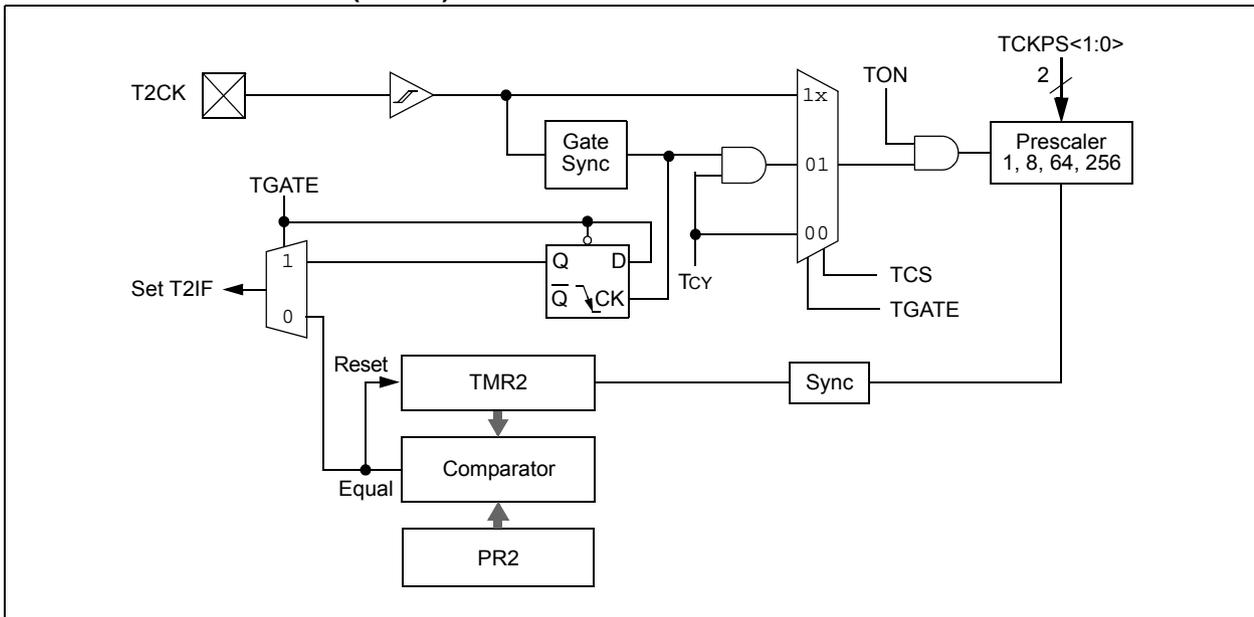 TCKPS<1:0>
2
TON
T2CK
1x
Gate
Sync
Prescaler
1, 8, 64, 256
01
TGATE
00
1
Q
D
TCY
TCS
Set T2IF
Q
CK
TGATE
0
Reset
TMR2
Sync
Comparator
Equal
PR2